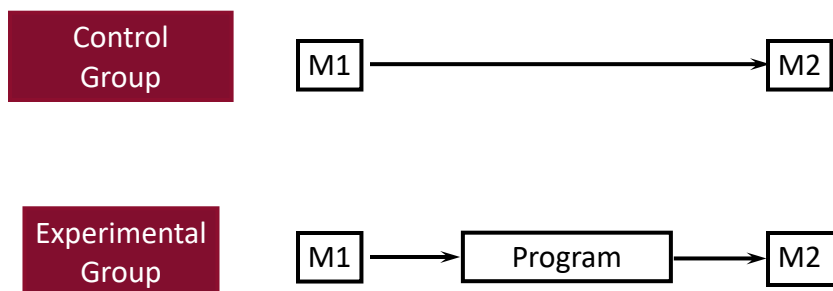 Control
Group
M1
M2
Experimental
Group
M1
Program
M2